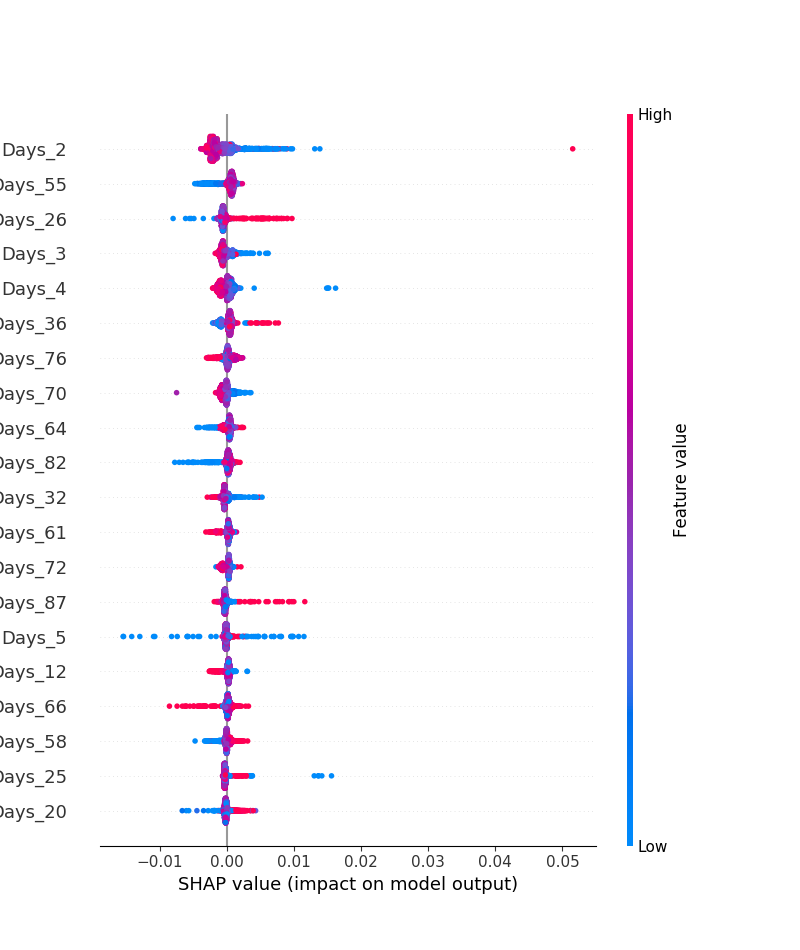 High
Days_2
Days_55
Days_26
Days_3
Days_4
Days_36
Days_76
Days_70
Days_64
Days_82
Days_32
Days_61
Days_72
Days_87
Days_5
Days_12
Days_66
Days_58
Days_25
Days_20
Feature value
Low
−0.01 0.00 0.01 0.02 0.03 0.04 0.05
SHAP value (impact on model output)